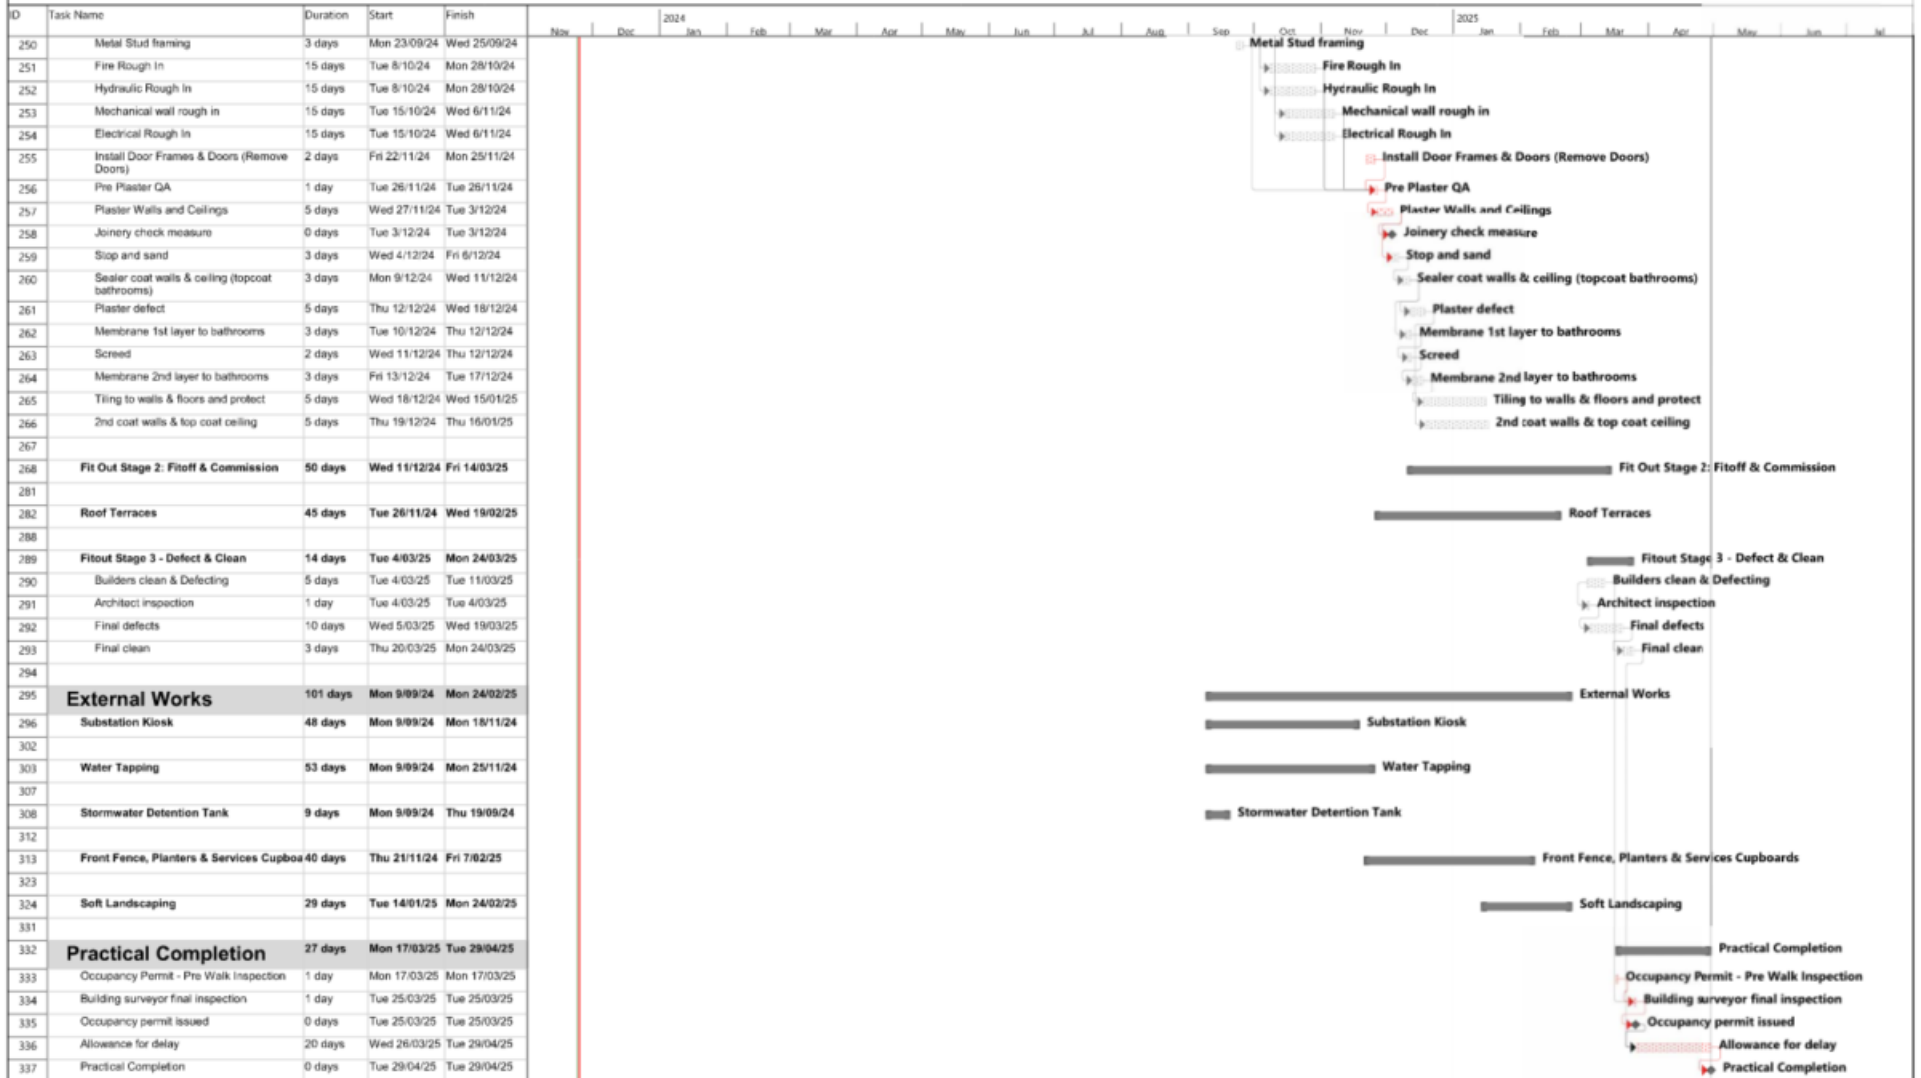 ID Task Name Duration Start Finish 2024 2025
Nov Dec Jan Feb Mar Apr May Jun Jul Aug Sep Oct Nov Dec Jan Feb Mar Apr May Jun Jul
250 Metal Stud framing 3 days Mon 23/09/24 Wed 25/09/24 Metal Stud framing
251 Fire Rough In 15 days Tue 8/10/24 Mon 28/10/24 Fire Rough In
252 Hydraulic Rough In 15 days Tue 8/10/24 Mon 28/10/24 Hydraulic Rough In
253 Mechanical wall rough in 15 days Tue 15/10/24 Wed 6/11/24 Mechanical wall rough in
254 Electrical Rough In 15 days Tue 15/10/24 Wed 6/11/24 Electrical Rough In
255 Install Door Frames & Doors (Remove 2 days Fri 22/11/24 Mon 25/11/24 Install Door Frames & Doors (Remove Doors)
Doors)
256 Pre Plaster QA 1 day Tue 26/11/24 Tue 26/11/24 Pre Plaster QA
257 Plaster Walls and Ceilings 5 days Wed 27/11/24 Tue 3/12/24 Plaster Walls and Ceilings
258 Joinery check measure 0 days Tue 3/12/24 Tue 3/12/24 Joinery check measure
259 Stop and sand 3 days Wed 4/12/24 Fri 6/12/24 Stop and sand
260 Sealer coat walls & ceiling (topcoat 3 days Mon 9/12/24 Wed 11/12/24 Sealer coat walls & ceiling (topcoat bathrooms)
bathrooms)
261 Plaster defect 5 days Thu 12/12/24 Wed 18/12/24 Plaster defect
262 Membrane 1st layer to bathrooms 3 days Tue 10/12/24 Thu 12/12/24 Membrane 1st layer to bathrooms
263 Screed 2 days Wed 11/12/24 Thu 12/12/24 Screed
264 Membrane 2nd layer to bathrooms 3 days Fri 13/12/24 Tue 17/12/24 Membrane 2nd layer to bathrooms
265 Tiling to walls & floors and protect 5 days Wed 18/12/24 Wed 15/01/25 Tiling to walls & floors and protect
266 2nd coat walls & top coat ceiling 5 days Thu 19/12/24 Thu 16/01/25 2nd coat walls & top coat ceiling
267
268 Fit Out Stage 2: Fitoff & Commission 50 days Wed 11/12/24 Fri 14/03/25 Fit Out Stage 2: Fitoff & Commission
281
282 Roof Terraces 45 days Tue 26/11/24 Wed 19/02/25 Roof Terraces
288
289 Fitout Stage 3 - Defect & Clean 14 days Tue 4/03/25 Mon 24/03/25 Fitout Stage 3 - Defect & Clean
290 Builders clean & Defecting 5 days Tue 4/03/25 Tue 11/03/25 Builders clean & Defecting
291 Architect inspection 1 day Tue 4/03/25 Tue 4/03/25 Architect inspection
292 Final defects 10 days Wed 5/03/25 Wed 19/03/25 Final defects
293 Final clean 3 days Thu 20/03/25 Mon 24/03/25 Final clean
294
295 External Works 101 days Mon 9/09/24 Mon 24/02/25 External Works
296 Substation Kiosk 48 days Mon 9/09/24 Mon 18/11/24 Substation Kiosk
302
303 Water Tapping 53 days Mon 9/09/24 Mon 25/11/24 Water Tapping
307
308 Stormwater Detention Tank 9 days Mon 9/09/24 Thu 19/09/24 Stormwater Detention Tank
312
313 Front Fence, Planters & Services Cupboa 40 days Thu 21/11/24 Fri 7/02/25 Front Fence, Planters & Services Cupboards
323
324 Soft Landscaping 29 days Tue 14/01/25 Mon 24/02/25 Soft Landscaping
331
332 Practical Completion 27 days Mon 17/03/25 Tue 29/04/25 Practical Completion
333 Occupancy Permit - Pre Walk Inspection 1 day Mon 17/03/25 Mon 17/03/25 Occupancy Permit - Pre Walk Inspection
334 Building surveyor final inspection 1 day Tue 25/03/25 Tue 25/03/25 Building surveyor final inspection
335 Occupancy permit issued 0 days Tue 25/03/25 Tue 25/03/25 Occupancy permit issued
336 Allowance for delay 20 days Wed 26/03/25 Tue 29/04/25 Allowance for delay
337 Practical Completion 0 days Tue 29/04/25 Tue 29/04/25 Practical Completion